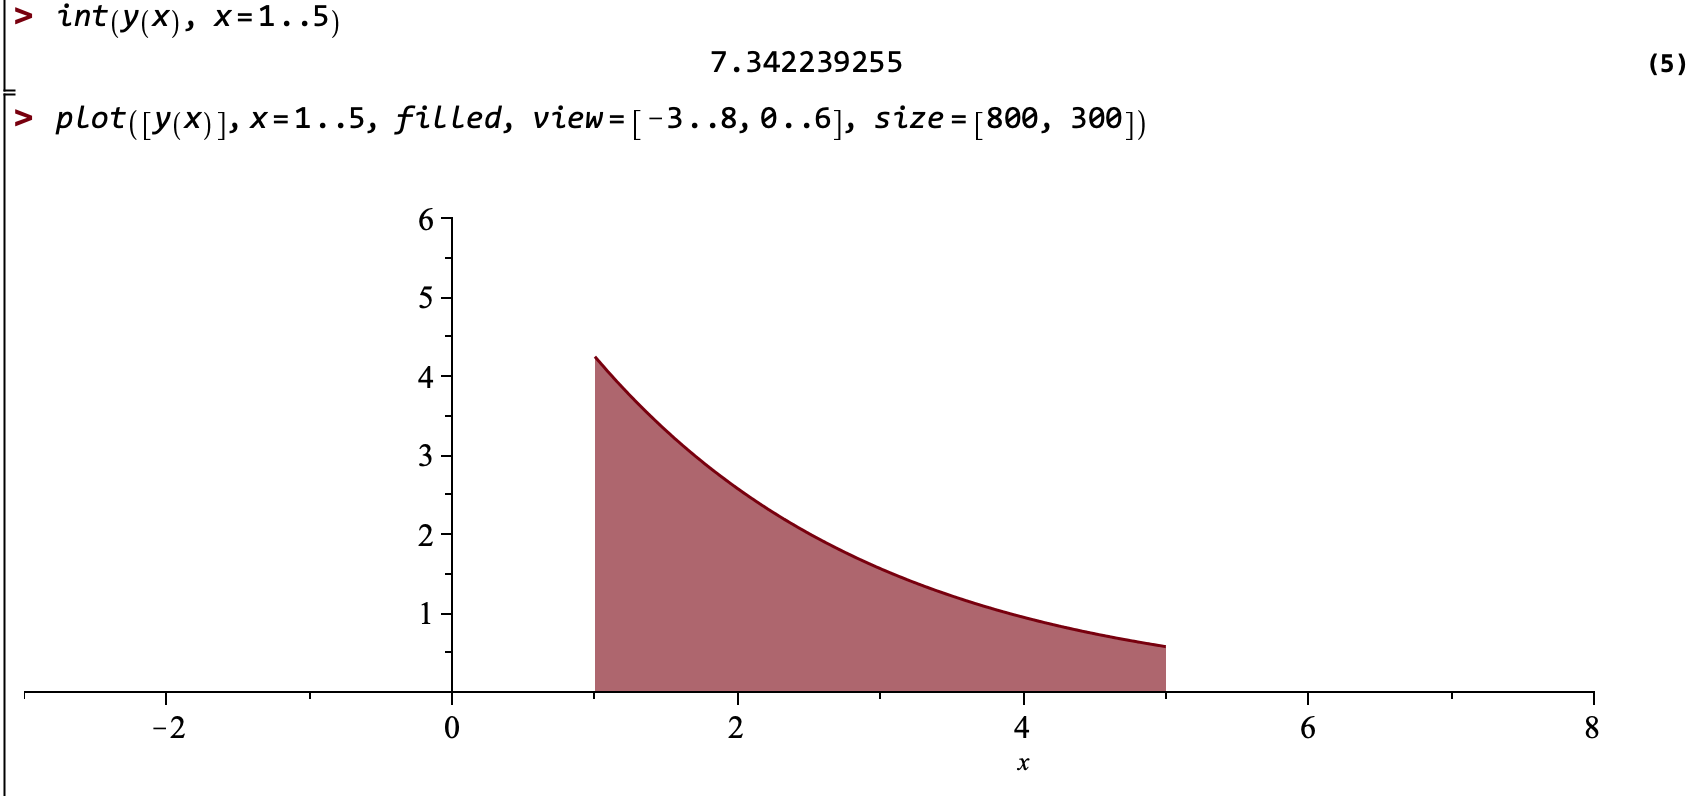 > int(y(x), x=1..5)
7.342239255 (5)
> plot([y(x)], x=1..5, filled, view=[-3..8, 0..6], size=[800, 300])
6
5
4
3
2
1
-2 0 2 4 6 8
x